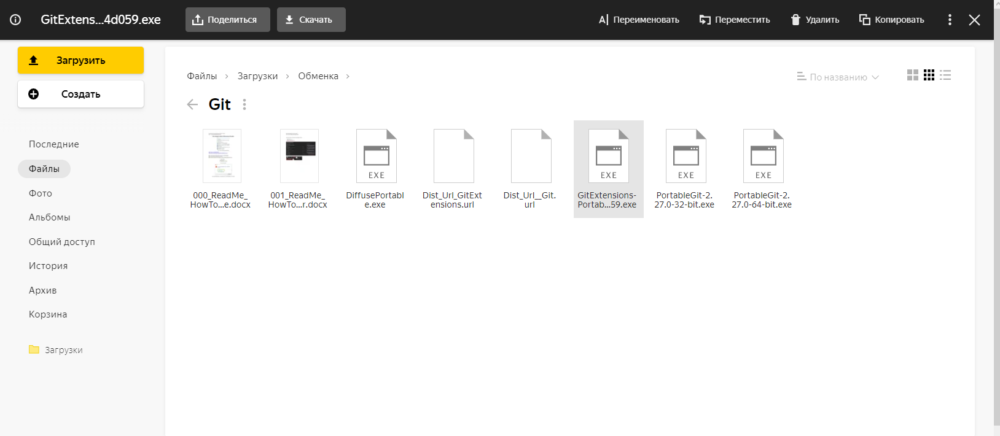 GitExtens...4d059.exe
Поделиться
Скачать
Переименовать
Переместить
Удалить
Копировать
Загрузить
Создать
Последние
Файлы
Фото
Альбомы
Общий доступ
История
Архив
Корзина
Загрузки
Файлы > Загрузки > Обменка >
По названию
Git
000_ReadMe_
HowTo...e.docx
001_ReadMe_
HowTo...r.docx
EXE
DiffusePortabl
e.exe
Dist_Url_GitExt
ensions.url
Dist_Url__Git.
url
EXE
GitExtensions-
Portab...59.exe
EXE
PortableGit-2.
27.0-32-bit.exe
EXE
PortableGit-2.
27.0-64-bit.exe